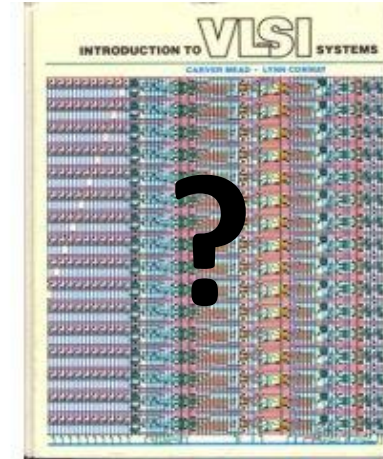 INTRODUCTION TO VLSI SYSTEMS
CARVER MEAD • LYNN CONWAY
?